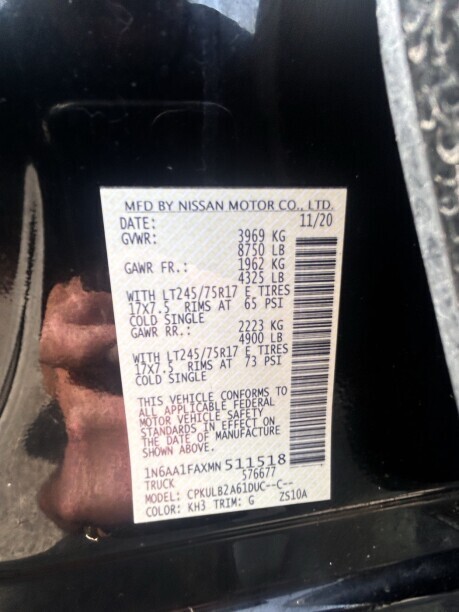 MFD BY NISSAN MOTOR CO., LTD.
DATE: 11/20
GVWR: 3969 KG
8750 LB
GAWR FR.: 1962 KG
4325 LB
WITH LT245/75R17 E TIRES
17X7.5 RIMS AT 65 PSI
COLD SINGLE
GAWR RR.: 2223 KG
4900 LB
WITH LT245/75R17 E TIRES
17X7.5 RIMS AT 73 PSI
COLD SINGLE
THIS VEHICLE CONFORMS TO
ALL APPLICABLE FEDERAL
MOTOR VEHICLE SAFETY
STANDARDS IN EFFECT ON
THE DATE OF MANUFACTURE
SHOWN ABOVE.
1N6AA1FAXMN511518
TRUCK 576677
MODEL: CPKULB2A61DUC--C--
COLOR: KH3 TRIM: G ZS10A